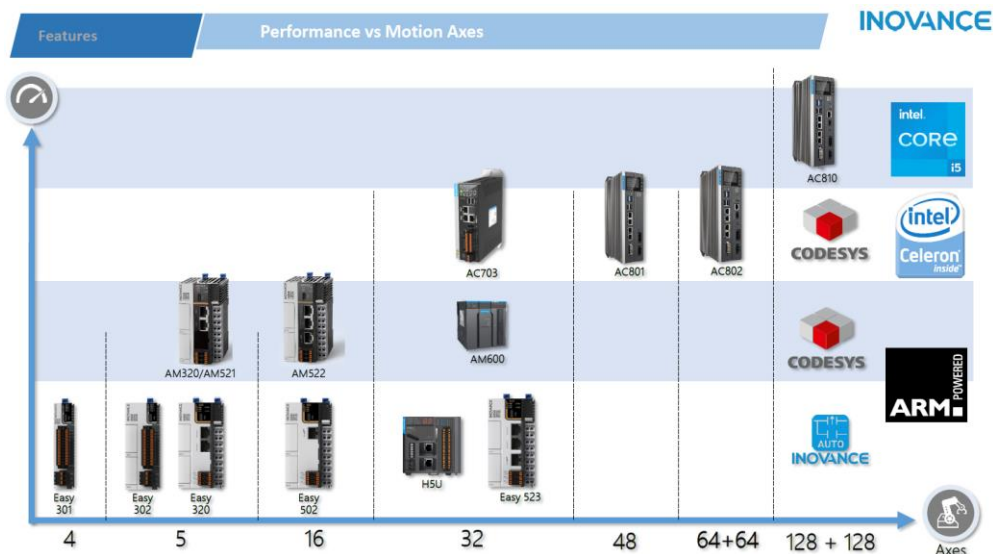 Features
Performance vs Motion Axes
INOVANCE
intel.
CORE
i5
AC810
CODESYS
intel
Celeron
inside
AC703
AC801
AC802
CODESYS
AM320/AM521
AM522
AM600
ARM
POWERED
AUTO
INOVANCE
Easy
301
Easy
302
Easy
320
Easy
502
H5U
Easy 523
4
5
16
32
48
64+64
128 + 128
Axes